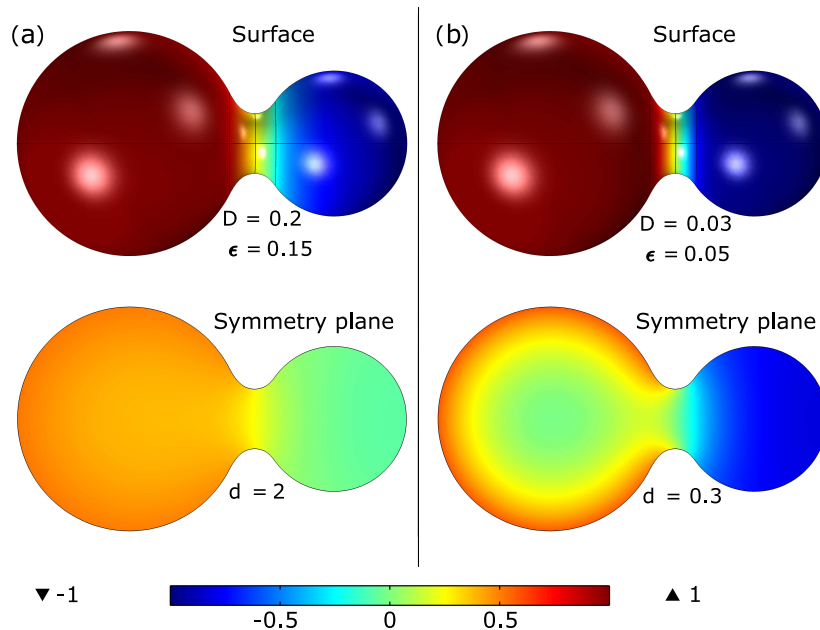 (a) Surface
D = 0.2
ϵ = 0.15
Symmetry plane
d = 2
(b) Surface
D = 0.03
ϵ = 0.05
Symmetry plane
d = 0.3
▼ -1
-0.5 0 0.5
▲ 1